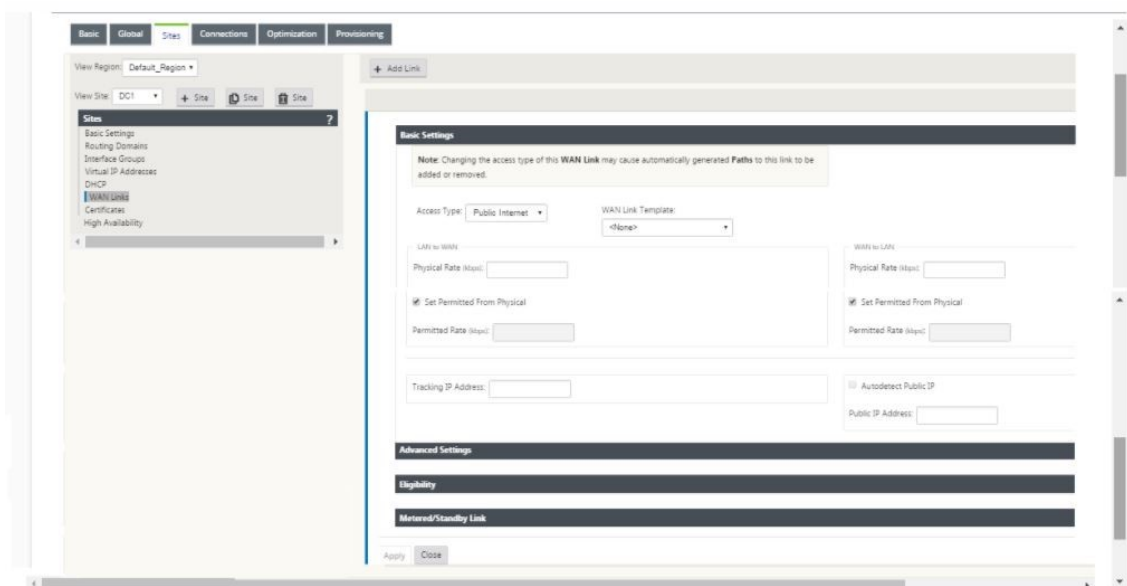 Basic Global Sites Connections Optimization Provisioning
View Region: Default_Region
+ Add Link
View Site: DC1 + Site Site Site
Sites ?
Basic Settings
Routing Domains
Interface Groups
Virtual IP Addresses
DHCP
WAN Links
Certificates
High Availability
Basic Settings
Note: Changing the access type of this WAN Link may cause automatically generated Paths to this link to be
added or removed.
Access Type: Public Internet
WAN Link Template:
<None>
LAN to WAN
Physical Rate (kbps):
Set Permitted From Physical
Permitted Rate (kbps):
WAN to LAN
Physical Rate (kbps):
Set Permitted From Physical
Permitted Rate (kbps):
Tracking IP Address:
Autodetect Public IP
Public IP Address:
Advanced Settings
Eligibility
Metered/Standby Link
Apply Close